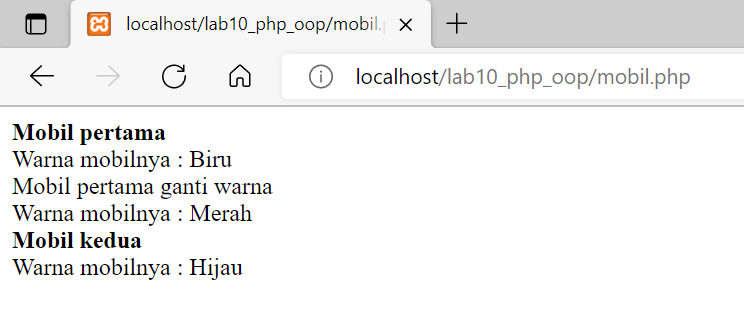 localhost/lab10_php_oop/mobil.
localhost/lab10_php_oop/mobil.php
Mobil pertama
Warna mobilnya : Biru
Mobil pertama ganti warna
Warna mobilnya : Merah
Mobil kedua
Warna mobilnya : Hijau